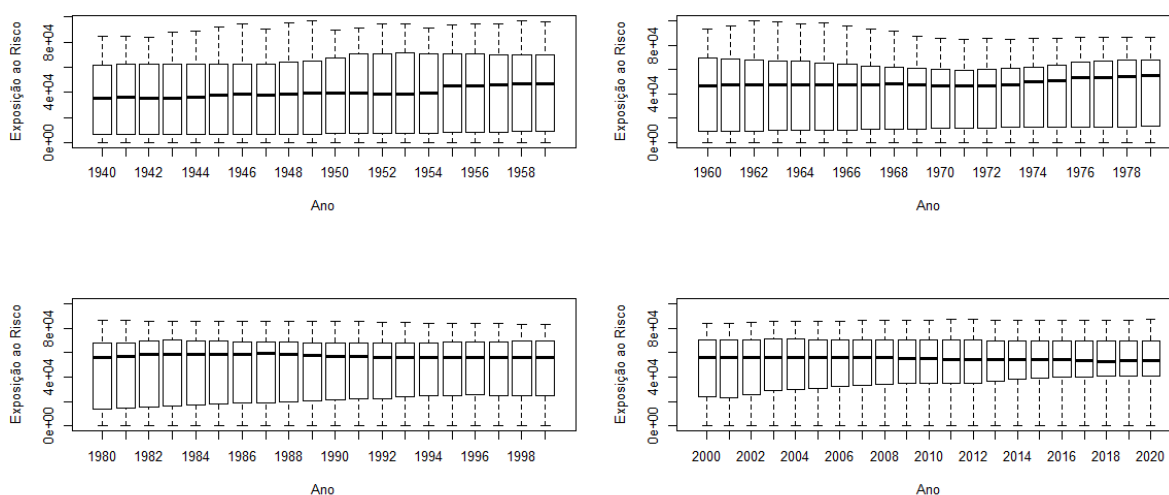 Exposição ao Risco
0e+00 4e+04 8e+04
1940 1942 1944 1946 1948 1950 1952 1954 1956 1958
Ano
Exposição ao Risco
0e+00 4e+04 8e+04
1960 1962 1964 1966 1968 1970 1972 1974 1976 1978
Ano
Exposição ao Risco
0e+00 4e+04 8e+04
1980 1982 1984 1986 1988 1990 1992 1994 1996 1998
Ano
Exposição ao Risco
0e+00 4e+04 8e+04
2000 2002 2004 2006 2008 2010 2012 2014 2016 2018 2020
Ano